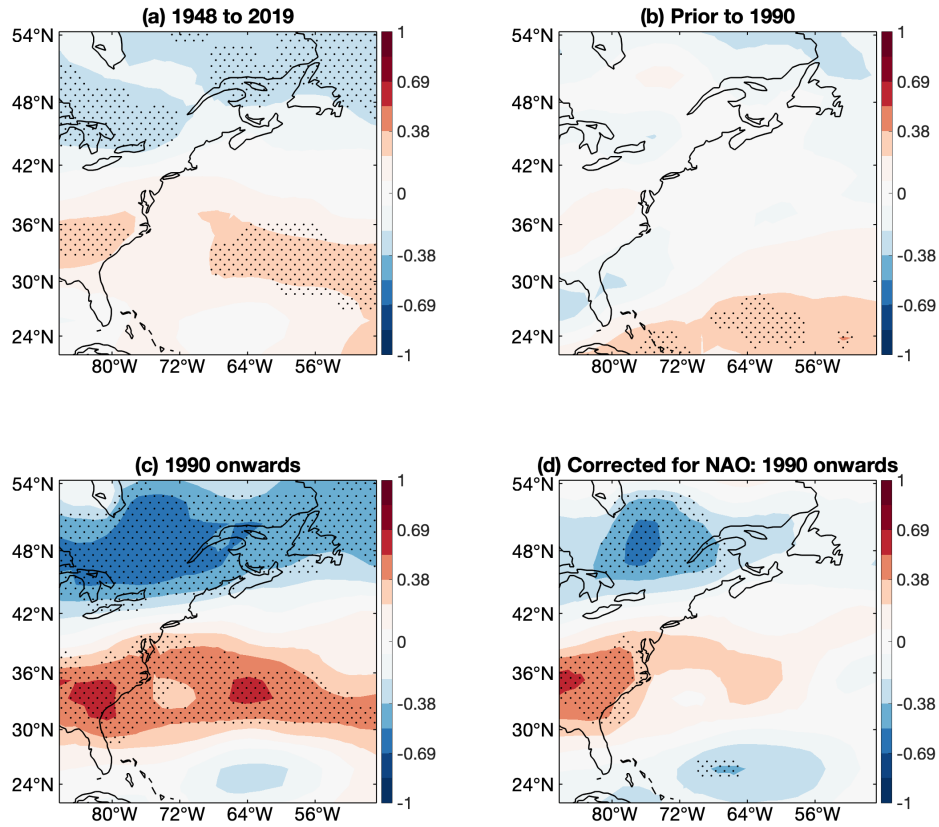 (a) 1948 to 2019
54°N
48°N
42°N
36°N
30°N
24°N
80°W 72°W 64°W 56°W
1
0.69
0.38
0
-0.38
-0.69
-1
(b) Prior to 1990
54°N
48°N
42°N
36°N
30°N
24°N
80°W 72°W 64°W 56°W
1
0.69
0.38
0
-0.38
-0.69
-1
(c) 1990 onwards
54°N
48°N
42°N
36°N
30°N
24°N
80°W 72°W 64°W 56°W
1
0.69
0.38
0
-0.38
-0.69
-1
(d) Corrected for NAO: 1990 onwards
54°N
48°N
42°N
36°N
30°N
24°N
80°W 72°W 64°W 56°W
1
0.69
0.38
0
-0.38
-0.69
-1